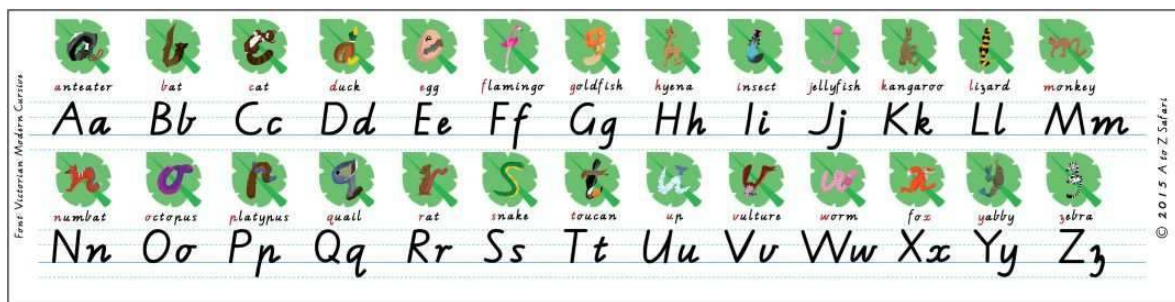 anteater bat cat duck egg flamingo goldfish hyena insect jellyfish kangaroo lizard monkey
Aa Bb Cc Dd Ee Ff Gg Hh Ii Jj Kk Ll Mm
numbat octopus platypus quail rat snake toucan up vulture worm fox yabby zebra
Nn Oo Pp Qq Rr Ss Tt Uu Vv Ww Xx Yy Zz
Font: Victorian Modern Cursive
© 2015 A to Z Safari